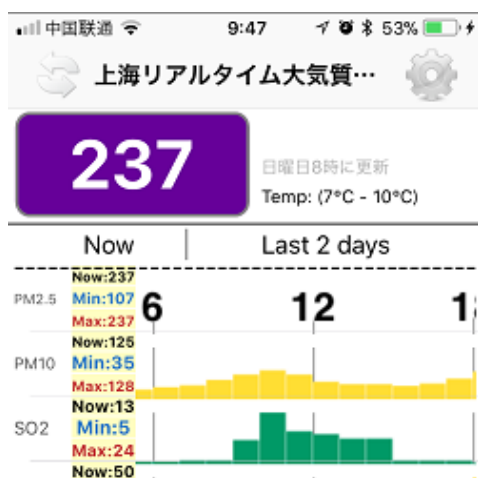 中国联通 9:47 53%
上海リアルタイム大気質…
237
日曜日8時に更新
Temp: (7°C - 10°C)
Now Last 2 days
PM2.5
Now:237
Min:107
Max:237
6 12
PM10
Now:125
Min:35
Max:128
SO2
Now:13
Min:5
Max:24
Now:50